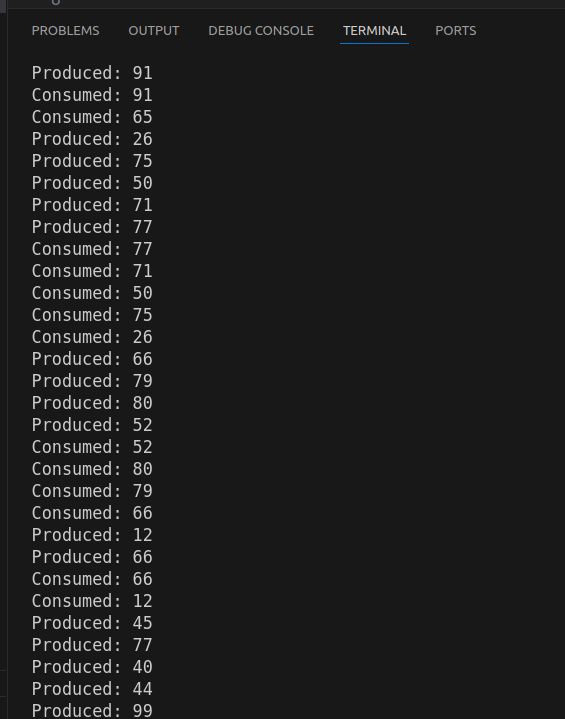 PROBLEMS OUTPUT DEBUG CONSOLE TERMINAL PORTS
Produced: 91
Consumed: 91
Consumed: 65
Produced: 26
Produced: 75
Produced: 50
Produced: 71
Produced: 77
Consumed: 77
Consumed: 71
Consumed: 50
Consumed: 75
Consumed: 26
Produced: 66
Produced: 79
Produced: 80
Produced: 52
Consumed: 52
Consumed: 80
Consumed: 79
Consumed: 66
Produced: 12
Produced: 66
Consumed: 66
Consumed: 12
Produced: 45
Produced: 77
Produced: 40
Produced: 44
Produced: 99